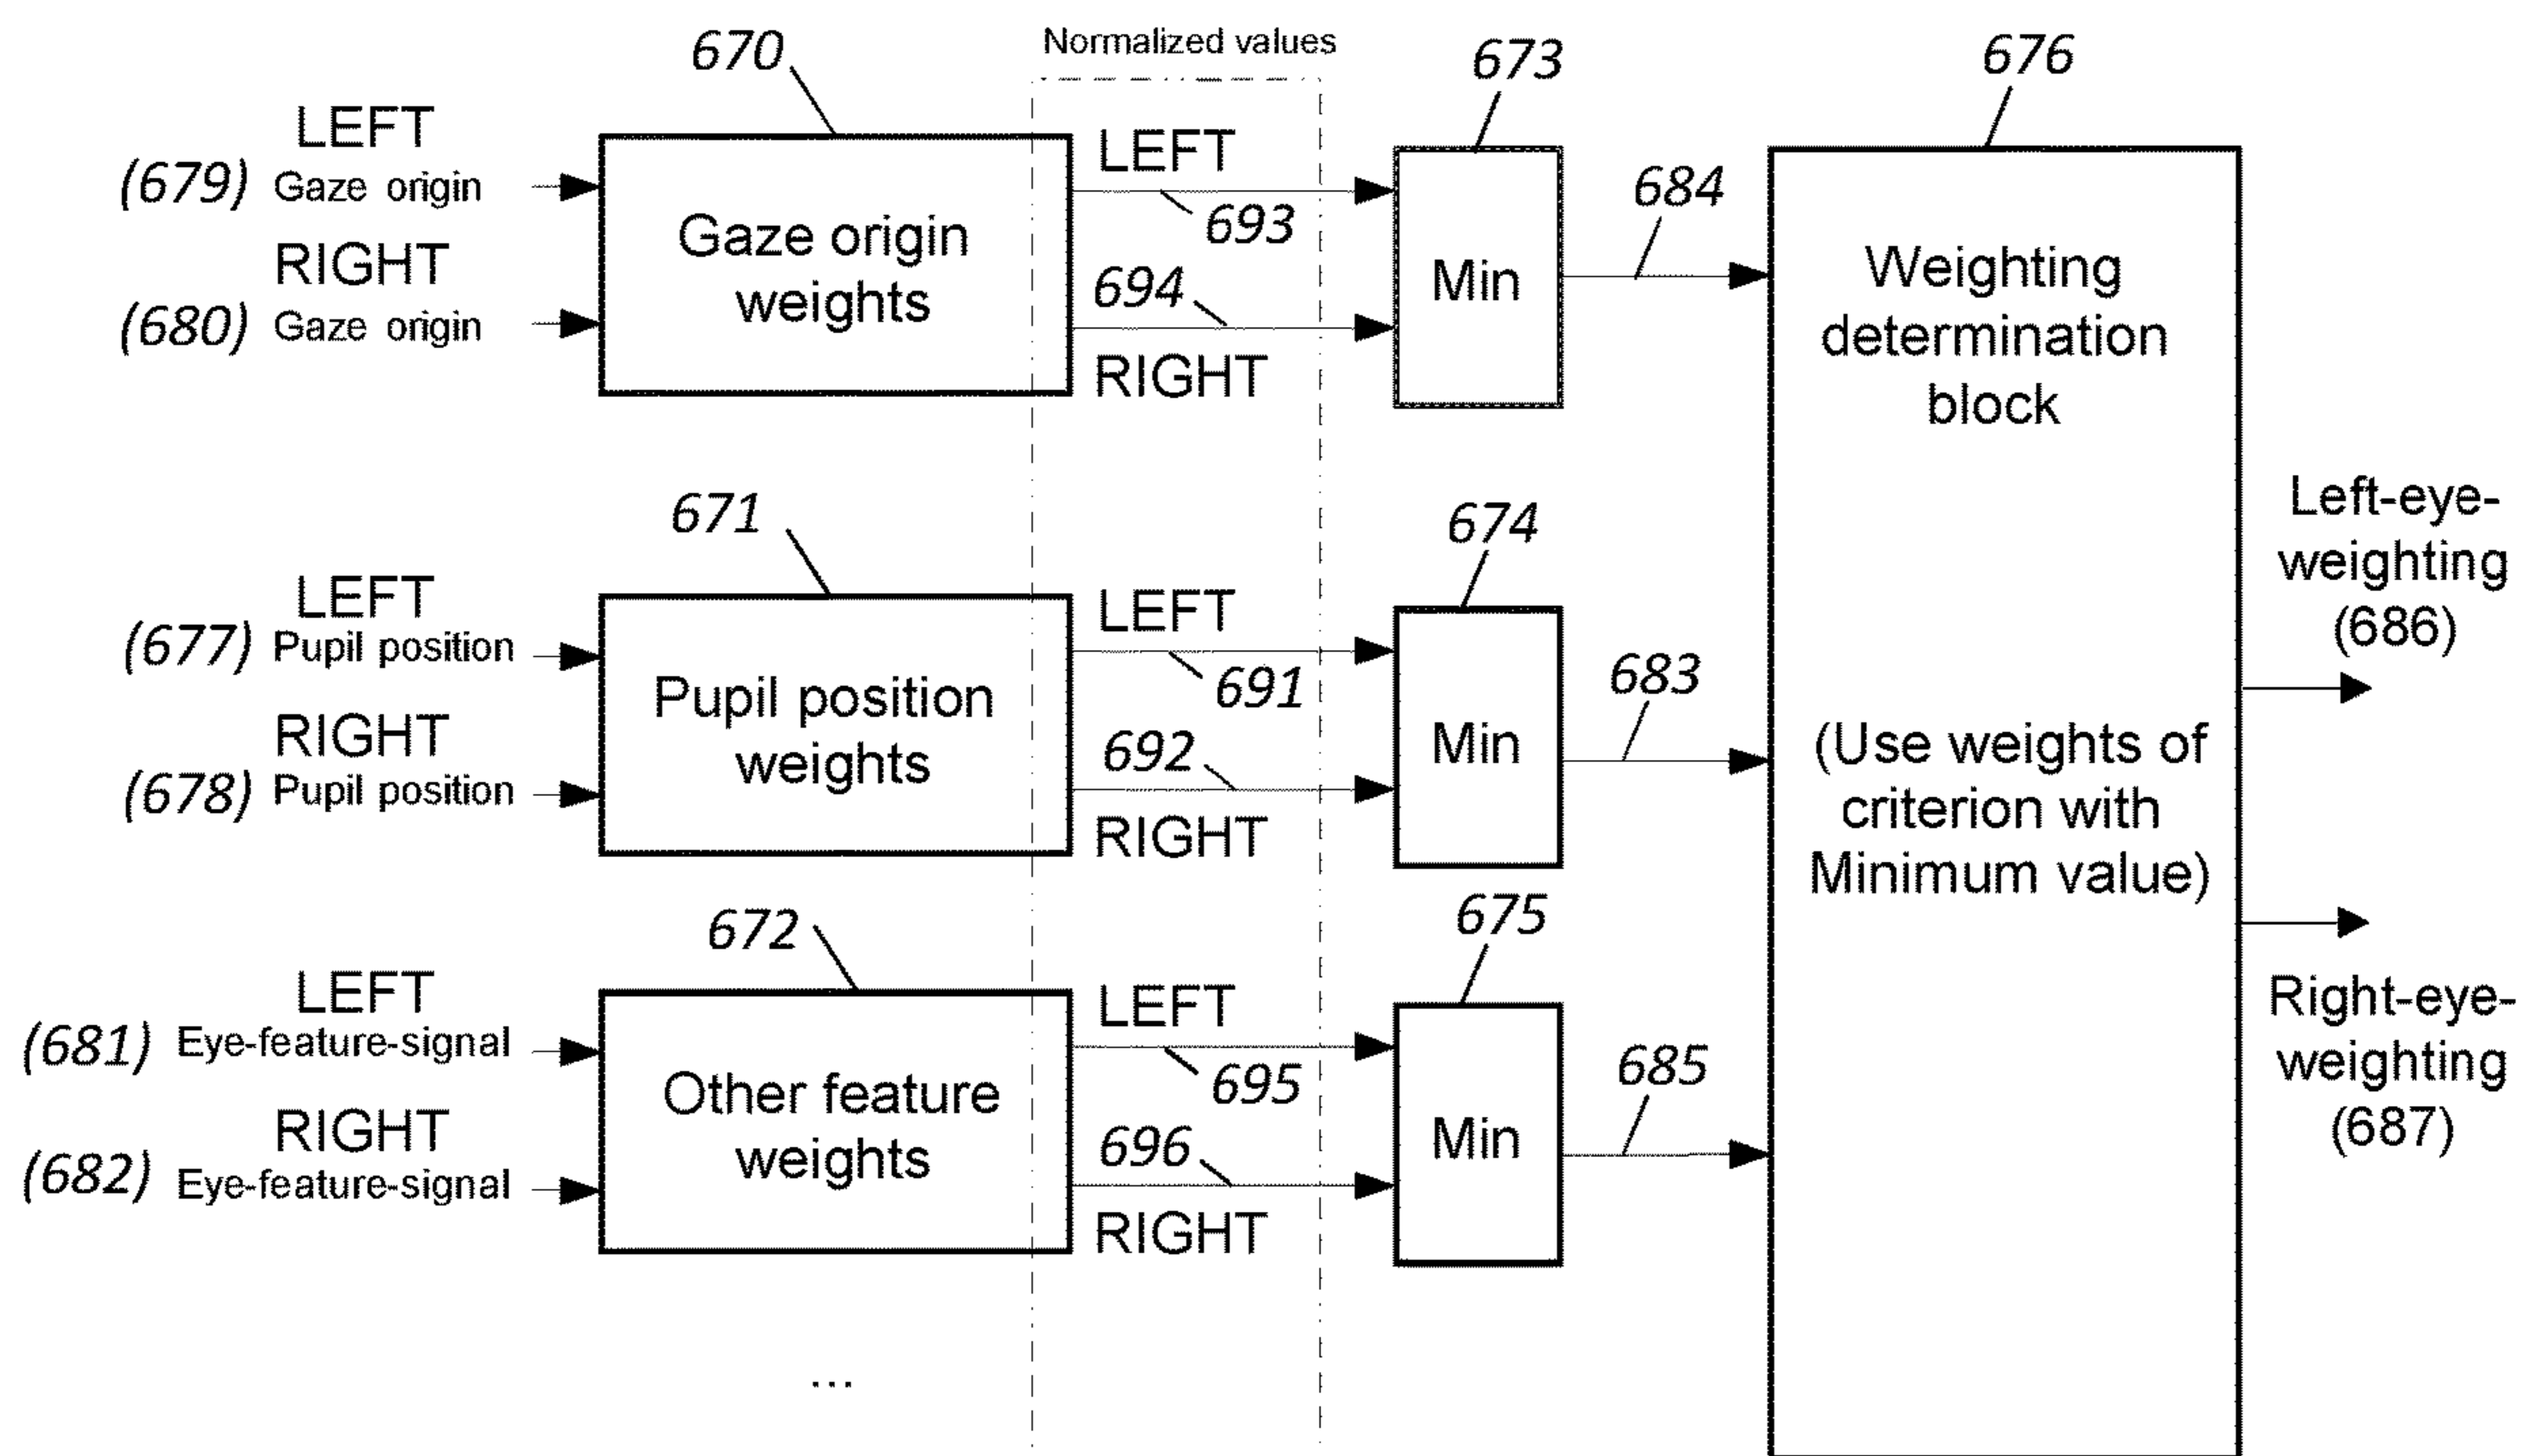 Normalized values
670
673
676
LEFT
(679) Gaze origin
RIGHT
(680) Gaze origin
Gaze origin
weights
LEFT
693
694
RIGHT
Min
684
Weighting
determination
block
671
674
LEFT
(677) Pupil position
RIGHT
(678) Pupil position
Pupil position
weights
LEFT
691
692
RIGHT
Min
683
(Use weights of
criterion with
Minimum value)
Left-eye-
weighting
(686)
672
675
LEFT
(681) Eye-feature-signal
RIGHT
(682) Eye-feature-signal
Other feature
weights
LEFT
695
696
RIGHT
Min
685
Right-eye-
weighting
(687)
...